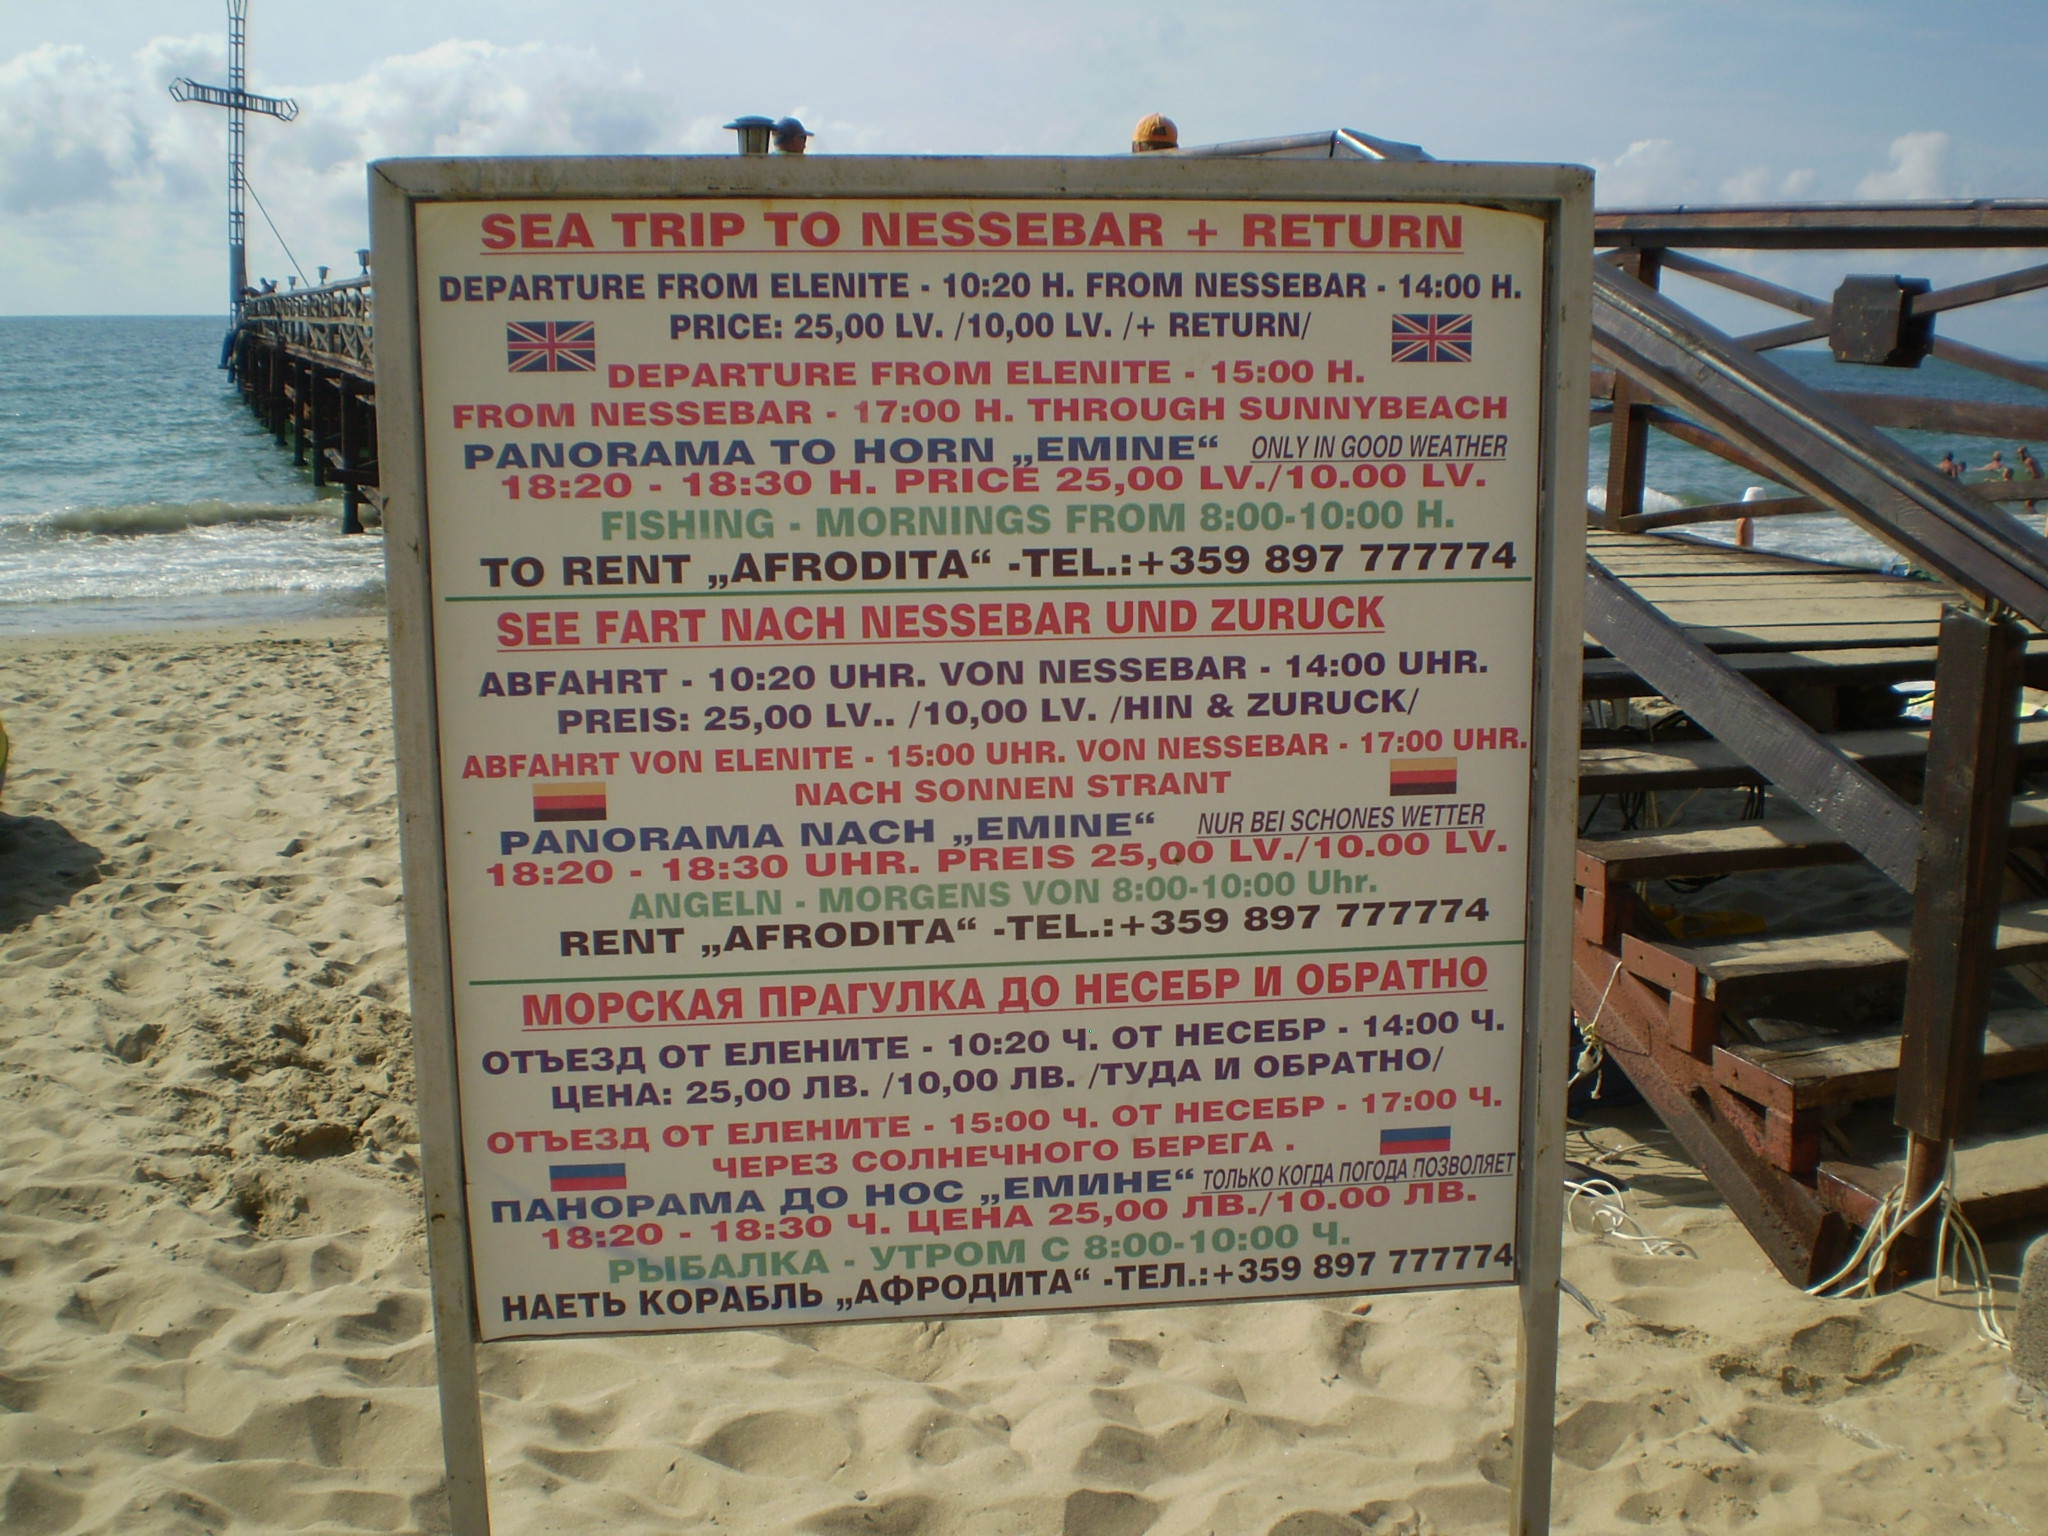 SEA TRIP TO NESSEBAR + RETURN
DEPARTURE FROM ELENITE - 10:20 H. FROM NESSEBAR - 14:00 H.
PRICE: 25,00 LV. /10,00 LV. /+ RETURN/
DEPARTURE FROM ELENITE - 15:00 H.
FROM NESSEBAR - 17:00 H. THROUGH SUNNYBEACH
PANORAMA TO HORN „EMINE“ ONLY IN GOOD WEATHER
18:20 - 18:30 H. PRICE 25,00 LV./10.00 LV.
FISHING - MORNINGS FROM 8:00-10:00 H.
TO RENT „AFRODITA“ -TEL.:+359 897 777774
SEE FART NACH NESSEBAR UND ZURUCK
ABFAHRT - 10:20 UHR. VON NESSEBAR - 14:00 UHR.
PREIS: 25,00 LV.. /10,00 LV. /HIN & ZURUCK/
ABFAHRT VON ELENITE - 15:00 UHR. VON NESSEBAR - 17:00 UHR.
NACH SONNEN STRANT
PANORAMA NACH „EMINE“ NUR BEI SCHONES WETTER
18:20 - 18:30 UHR. PREIS 25,00 LV./10.00 LV.
ANGELN - MORGENS VON 8:00-10:00 Uhr.
RENT „AFRODITA“ -TEL.:+359 897 777774
МОРСКАЯ ПРАГУЛКА ДО НЕСЕБР И ОБРАТНО
ОТЪЕЗД ОТ ЕЛЕНИТЕ - 10:20 Ч. ОТ НЕСЕБР - 14:00 Ч.
ЦЕНА: 25,00 ЛВ. /10,00 ЛВ. /ТУДА И ОБРАТНО/
ОТЪЕЗД ОТ ЕЛЕНИТЕ - 15:00 Ч. ОТ НЕСЕБР - 17:00 Ч.
ЧЕРЕЗ СОЛНЕЧНОГО БЕРЕГА .
ПАНОРАМА ДО НОС „ЕМИНЕ“ ТОЛЬКО КОГДА ПОГОДА ПОЗВОЛЯЕТ
18:20 - 18:30 Ч. ЦЕНА 25,00 ЛВ./10.00 ЛВ.
РЫБАЛКА - УТРОМ С 8:00-10:00 Ч.
НАЕТЬ КОРАБЛЬ „АФРОДИТА“ -ТЕЛ.:+359 897 777774